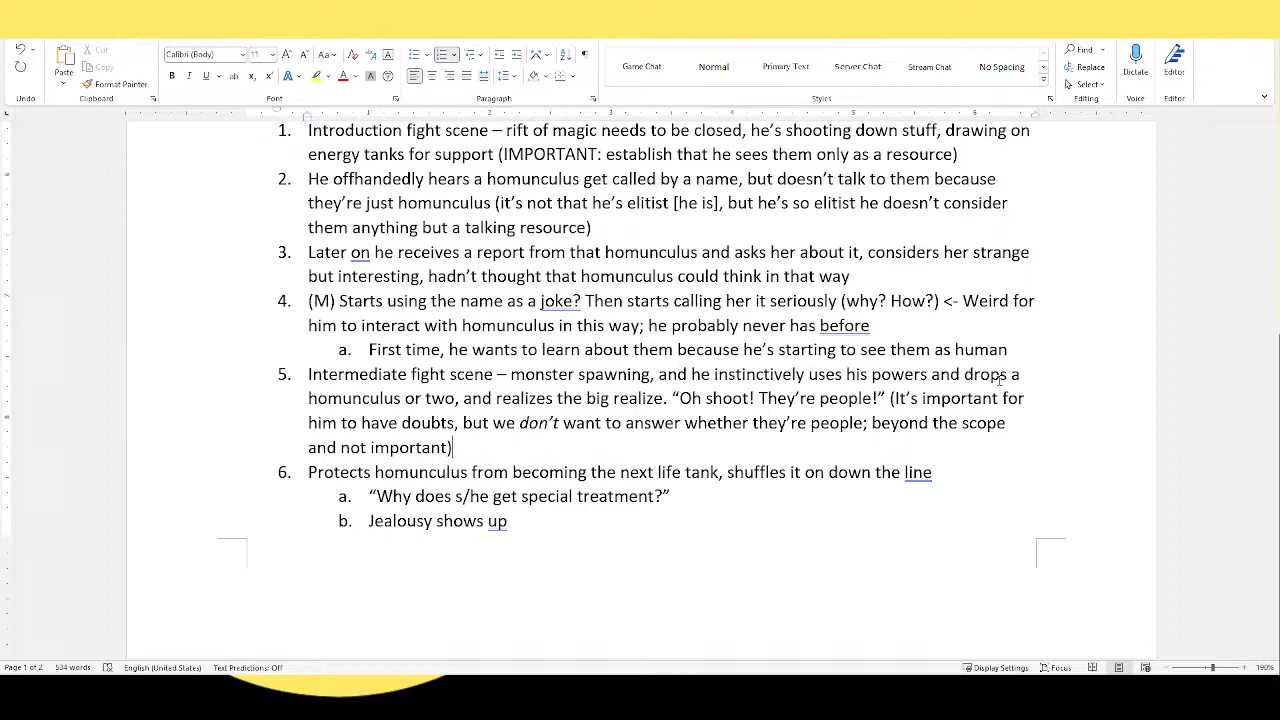 Cut
Copy
Paste
Format Painter
Undo
Clipboard
Calibri (Body)
11
Font
Paragraph
Game Chat
Normal
Primary Text
Server Chat
Stream Chat
No Spacing
Styles
Find
Replace
Select
Editing
Dictate
Voice
Editor
Editor
1. Introduction fight scene – rift of magic needs to be closed, he’s shooting down stuff, drawing on
energy tanks for support (IMPORTANT: establish that he sees them only as a resource)
2. He offhandedly hears a homunculus get called by a name, but doesn’t talk to them because
they’re just homunculus (it’s not that he’s elitist [he is], but he’s so elitist he doesn’t consider
them anything but a talking resource)
3. Later on he receives a report from that homunculus and asks her about it, considers her strange
but interesting, hadn’t thought that homunculus could think in that way
4. (M) Starts using the name as a joke? Then starts calling her it seriously (why? How?) <- Weird for
him to interact with homunculus in this way; he probably never has before
a. First time, he wants to learn about them because he’s starting to see them as human
5. Intermediate fight scene – monster spawning, and he instinctively uses his powers and drops a
homunculus or two, and realizes the big realize. “Oh shoot! They’re people!” (It’s important for
him to have doubts, but we don’t want to answer whether they’re people; beyond the scope
and not important)
6. Protects homunculus from becoming the next life tank, shuffles it on down the line
a. “Why does s/he get special treatment?”
b. Jealousy shows up
Page 1 of 2 534 words English (United States) Text Predictions: Off Display Settings Focus 190%